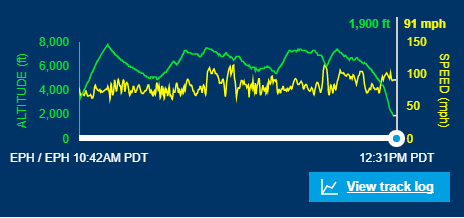 1,900 ft 91 mph
8,000 150
6,000 100
4,000
2,000 50
0 0
ALTITUDE (ft)
SPEED (mph)
EPH / EPH 10:42AM PDT 12:31PM PDT
View track log